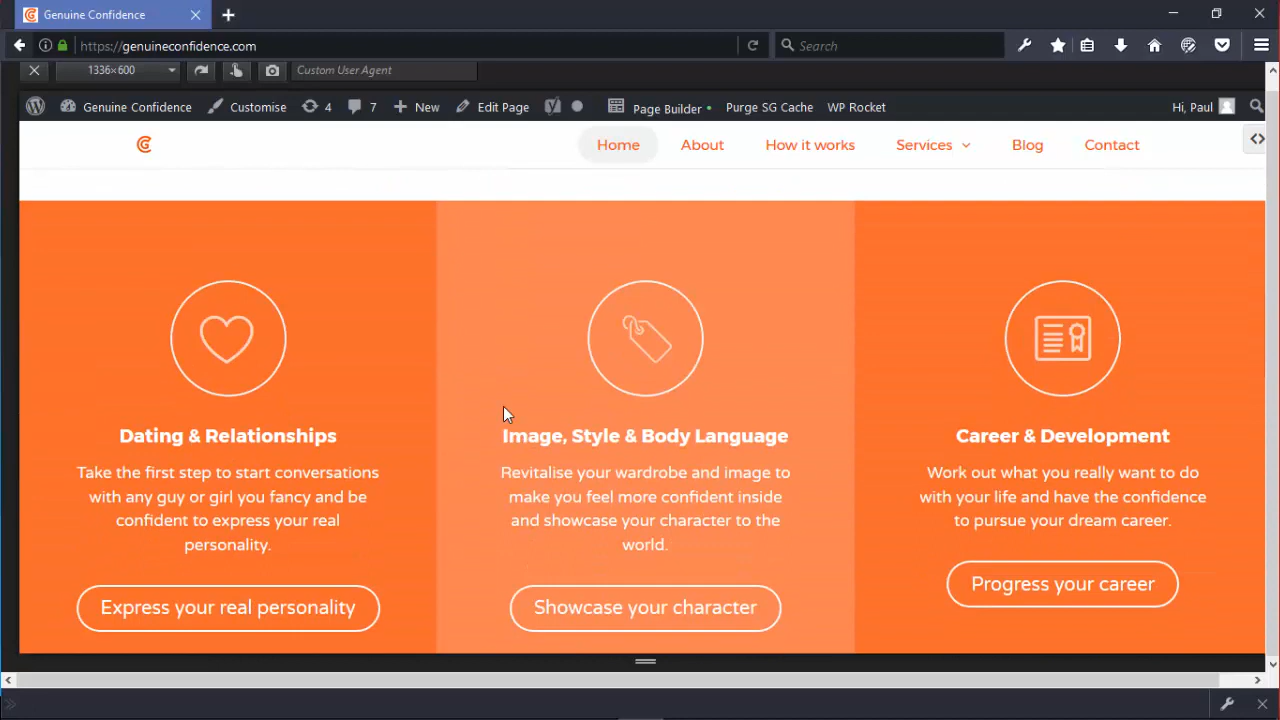 Genuine Confidence
https://genuineconfidence.com
Search
1336×600
Custom User Agent
Genuine Confidence
Customise
4
7
New
Edit Page
Page Builder
Purge SG Cache
WP Rocket
Hi, Paul
Home
About
How it works
Services
Blog
Contact
Dating & Relationships
Take the first step to start conversations
with any guy or girl you fancy and be
confident to express your real
personality.
Express your real personality
Image, Style & Body Language
Revitalise your wardrobe and image to
make you feel more confident inside
and showcase your character to the
world.
Showcase your character
Career & Development
Work out what you really want to do
with your life and have the confidence
to pursue your dream career.
Progress your career